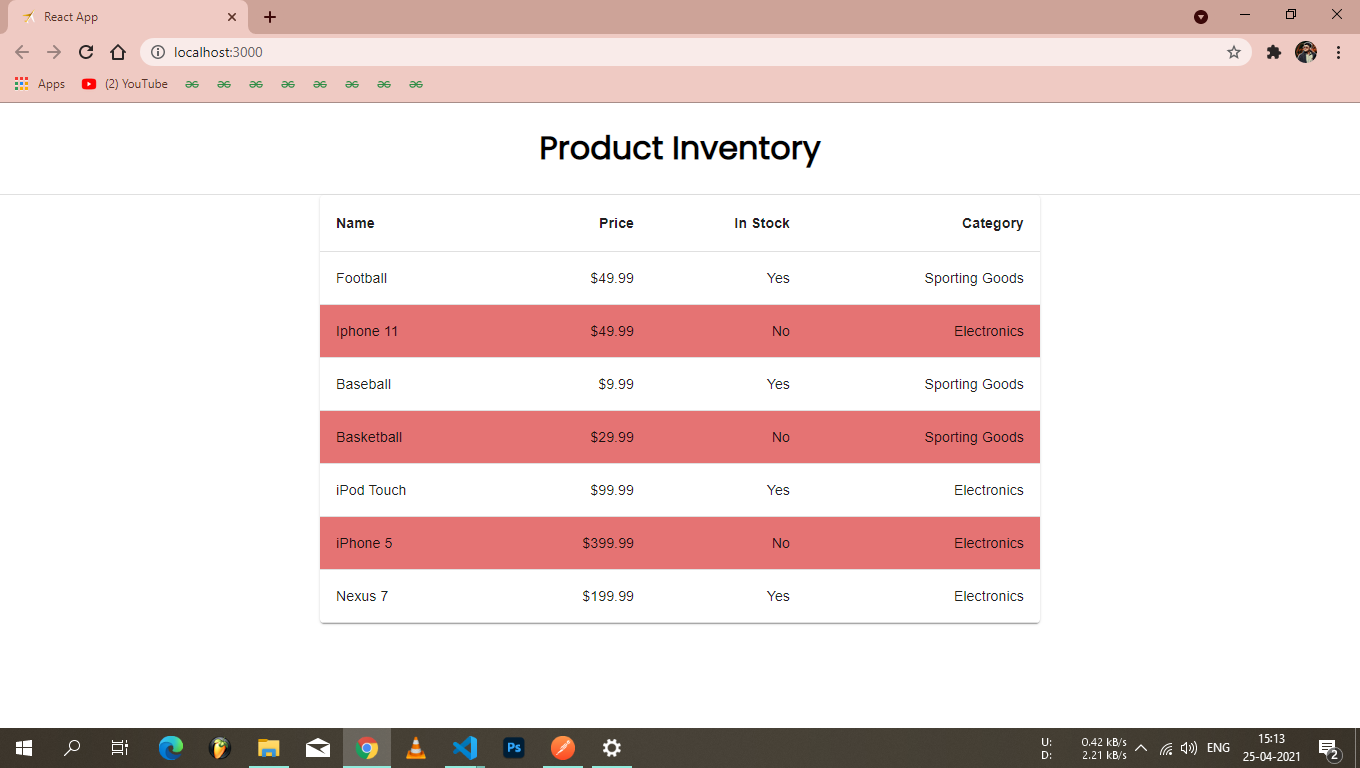 React App
localhost:3000
Apps (2) YouTube
Product Inventory
Name Price In Stock Category
Football $49.99 Yes Sporting Goods
Iphone 11 $49.99 No Electronics
Baseball $9.99 Yes Sporting Goods
Basketball $29.99 No Sporting Goods
iPod Touch $99.99 Yes Electronics
iPhone 5 $399.99 No Electronics
Nexus 7 $199.99 Yes Electronics
Ps
U: 0.42 kB/s
D: 2.21 kB/s
ENG
15:13
25-04-2021
2